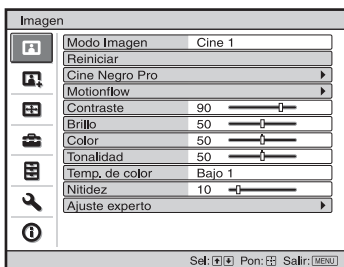 Imagen
Modo Imagen Cine 1
Reiniciar
Cine Negro Pro
Motionflow
Contraste 90
Brillo 50
Color 50
Tonalidad 50
Temp. de color Bajo 1
Nitidez 10
Ajuste experto
Sel: Pon: Salir: MENU